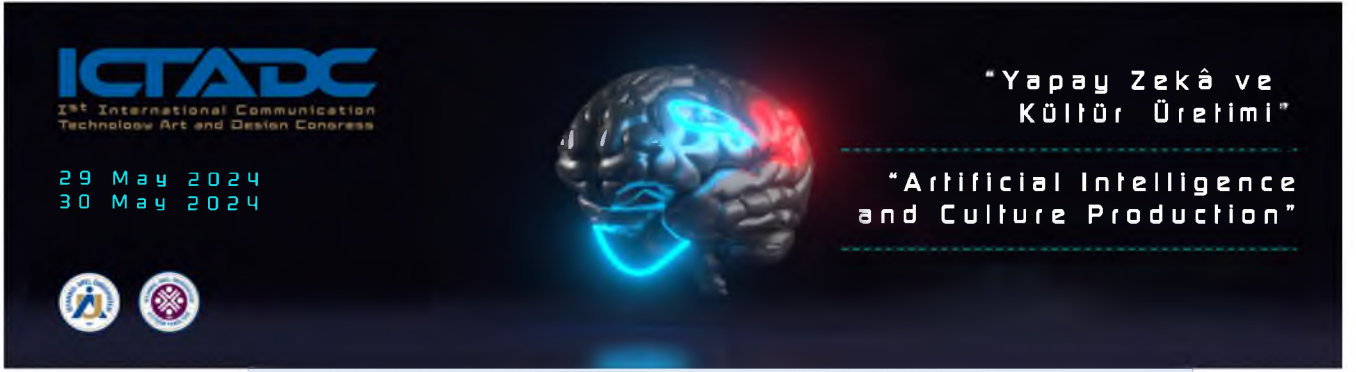 ICTADC
1st International Communication
Technology Art and Design Congress
29 May 2024
30 May 2024
“Yapay Zekâ ve
Kültür Üretimi”
“Artificial Intelligence
and Culture Production”